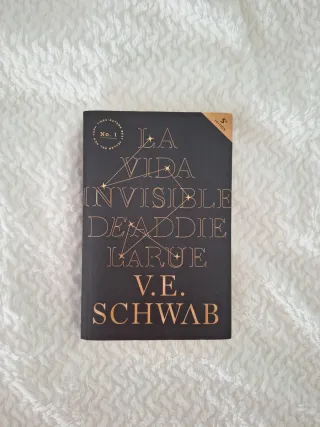 No. 1
LA
VIDA
INVISIBLE
DE ADDIE
LARUE
V.E.
SCHWAB